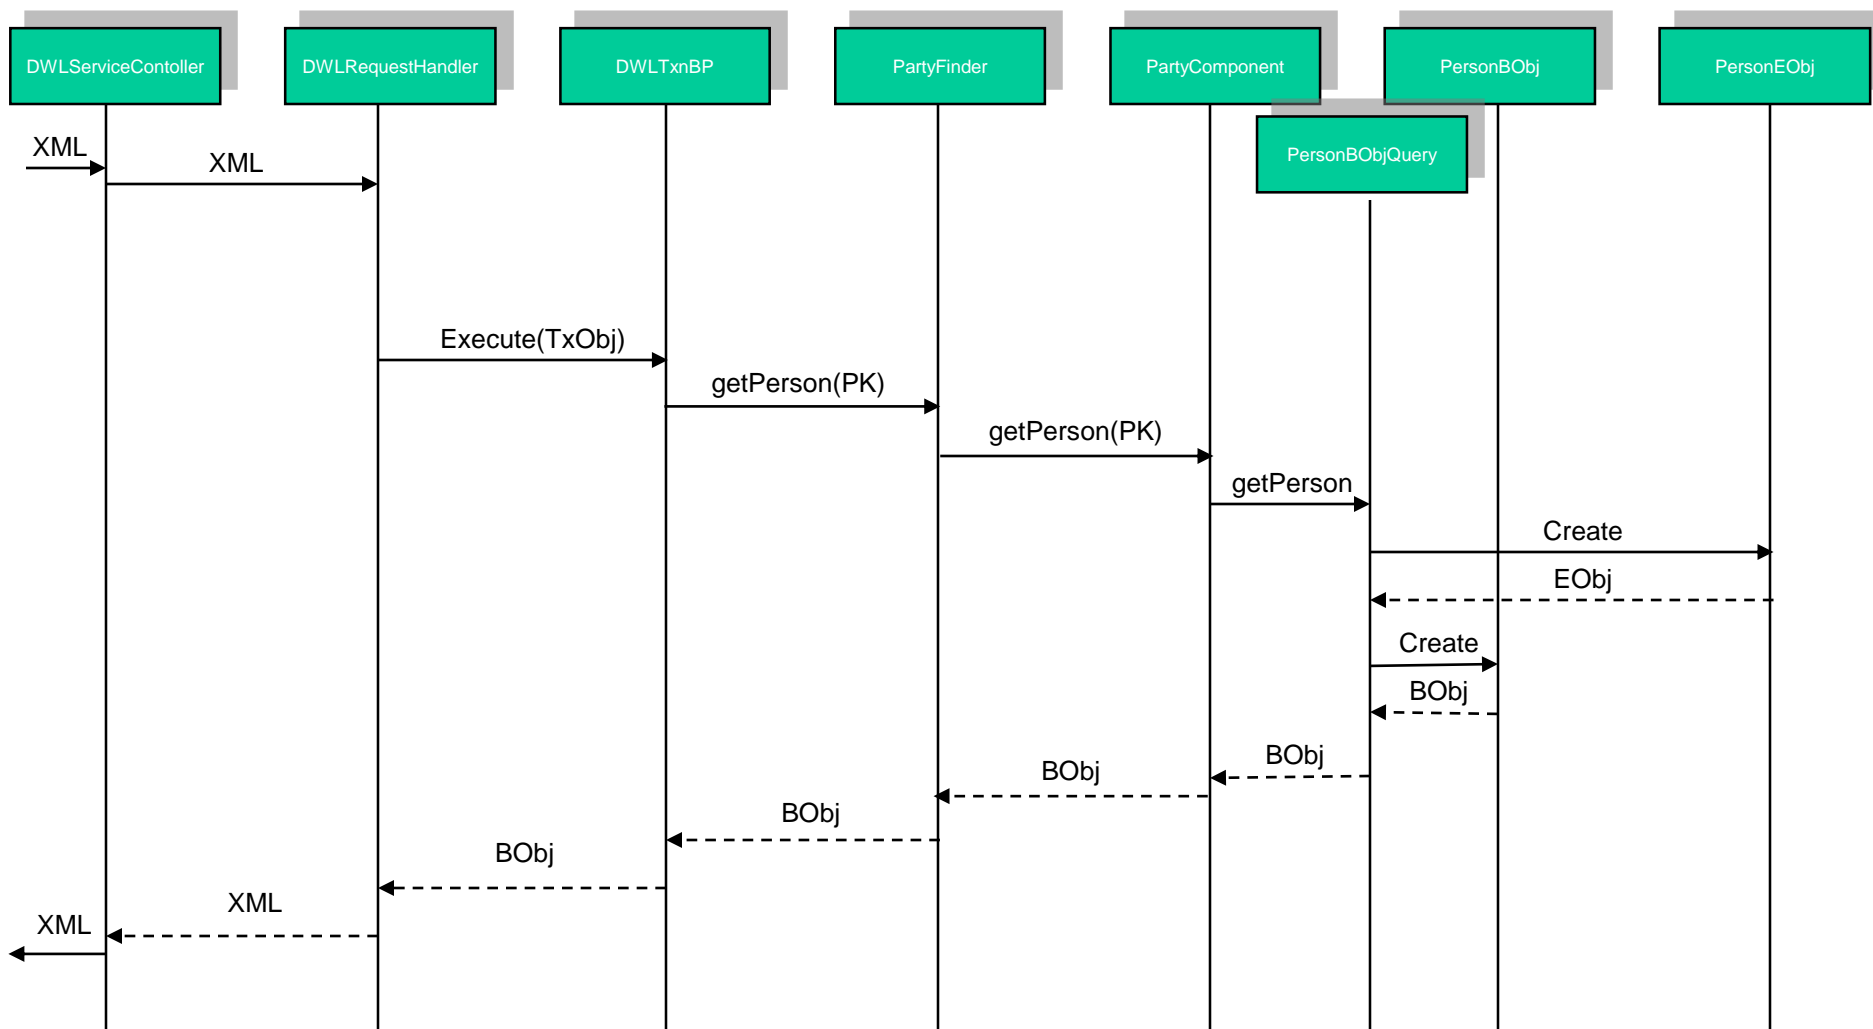 DWLServiceContoller
DWLRequestHandler
DWLTxnBP
PartyFinder
PartyComponent
PersonBObj
PersonEObj
PersonBObjQuery
XML
XML
Execute(TxObj)
getPerson(PK)
getPerson(PK)
getPerson
Create
EObj
Create
BObj
BObj
BObj
BObj
BObj
XML
XML